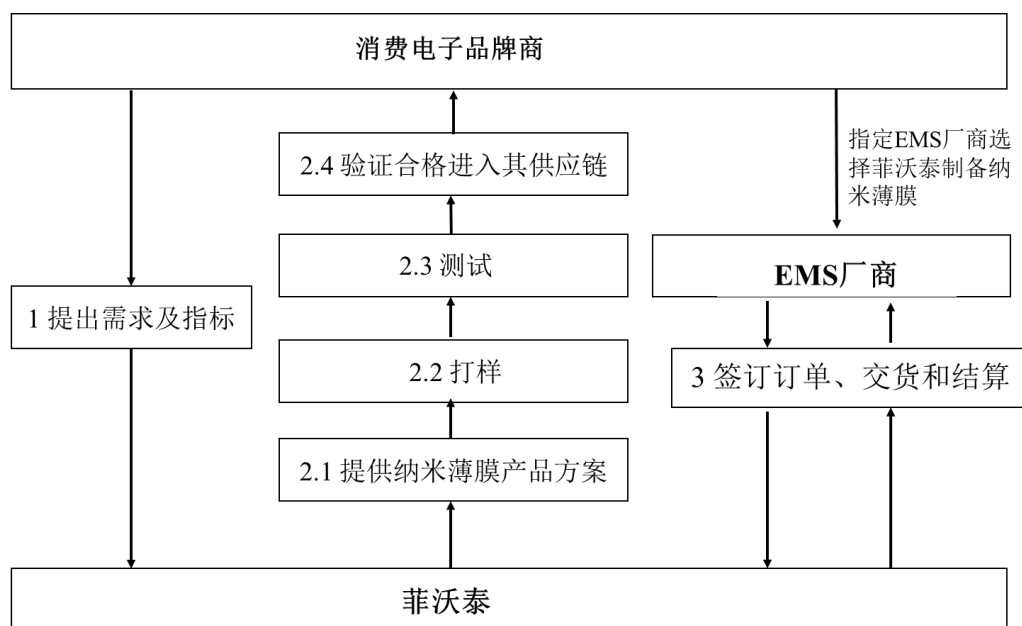 消费电子品牌商
指定EMS厂商选
择菲沃泰制备纳
米薄膜
2.4 验证合格进入其供应链
2.3 测试
EMS厂商
1 提出需求及指标
2.2 打样
3 签订订单、交货和结算
2.1 提供纳米薄膜产品方案
菲沃泰